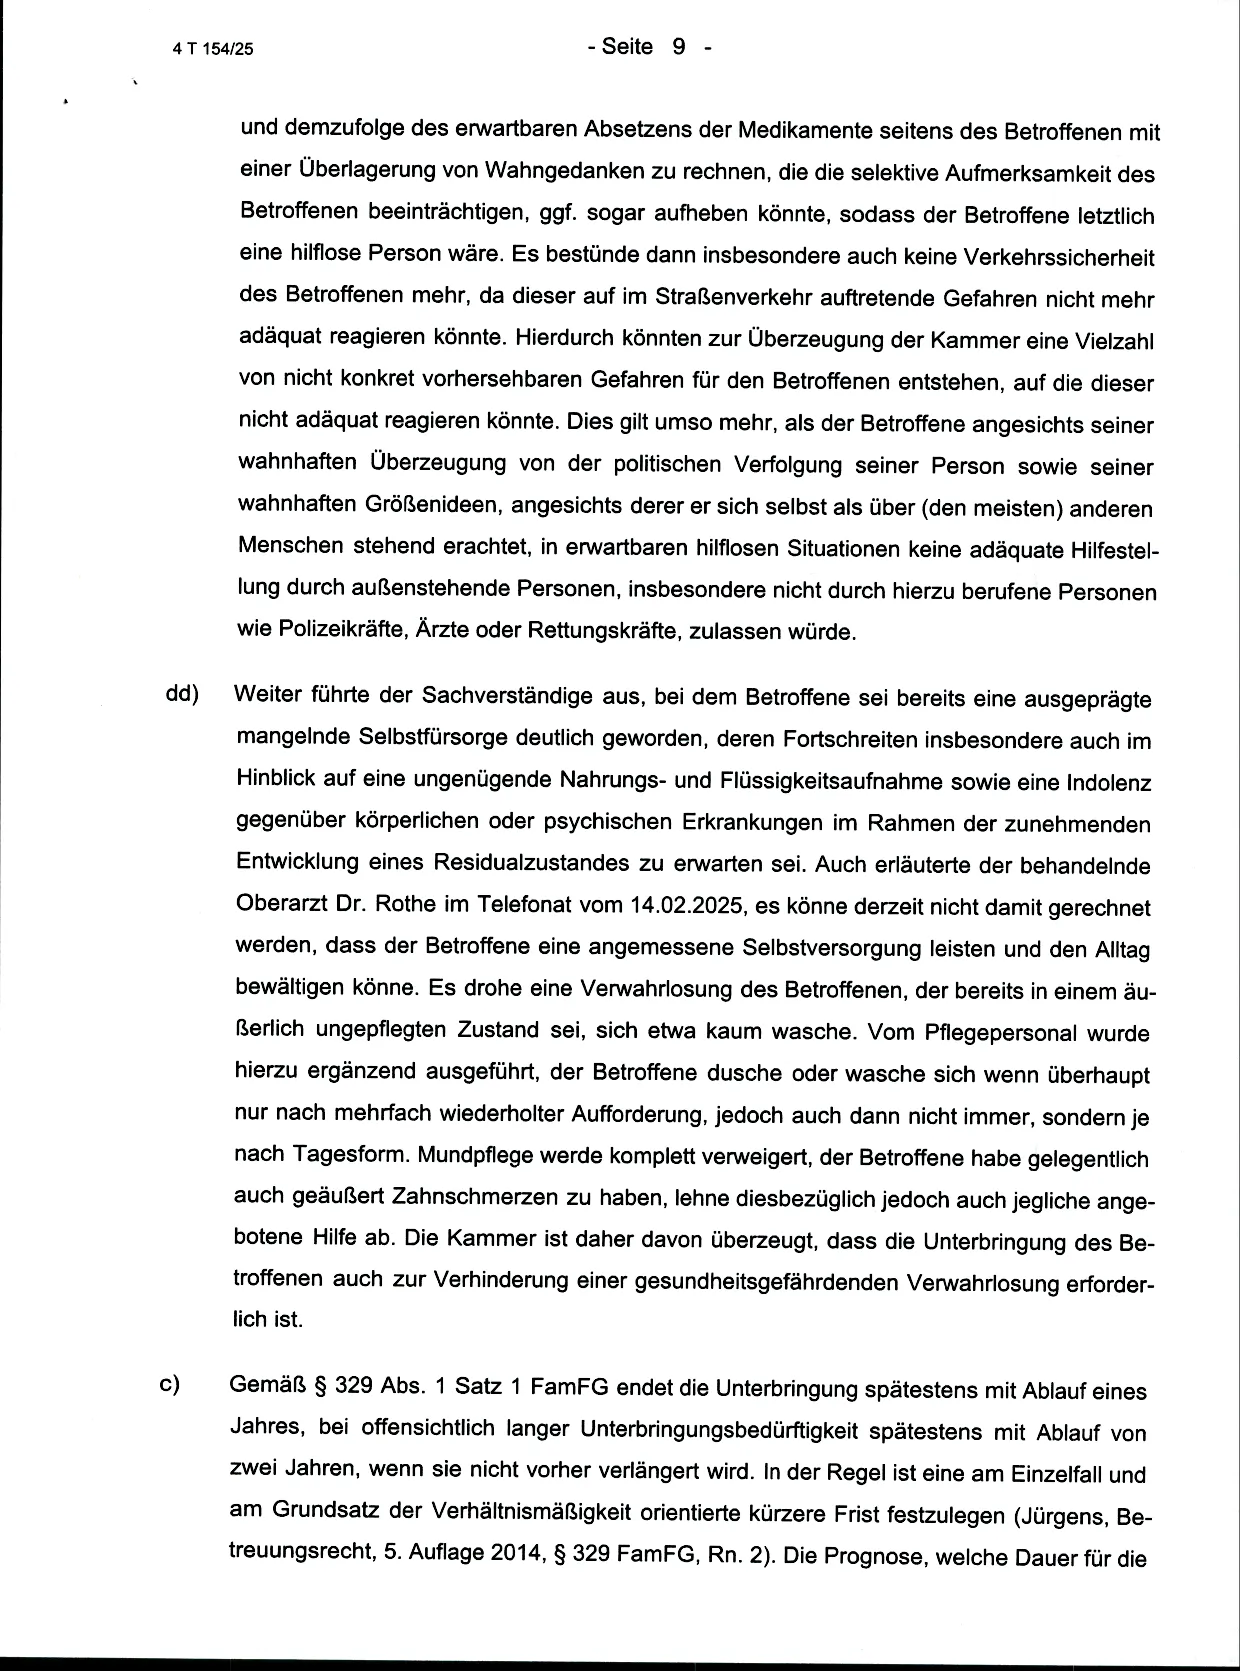 4 T 154/25
- Seite 9 -
und demzufolge des erwartbaren Absetzens der Medikamente seitens des Betroffenen mit
einer Überlagerung von Wahngedanken zu rechnen, die die selektive Aufmerksamkeit des
Betroffenen beeinträchtigen, ggf. sogar aufheben könnte, sodass der Betroffene letztlich
eine hilflose Person wäre. Es bestünde dann insbesondere auch keine Verkehrssicherheit
des Betroffenen mehr, da dieser auf im Straßenverkehr auftretende Gefahren nicht mehr
adäquat reagieren könnte. Hierdurch könnten zur Überzeugung der Kammer eine Vielzahl
von nicht konkret vorhersehbaren Gefahren für den Betroffenen entstehen, auf die dieser
nicht adäquat reagieren könnte. Dies gilt umso mehr, als der Betroffene angesichts seiner
wahnhaften Überzeugung von der politischen Verfolgung seiner Person sowie seiner
wahnhaften Größenideen, angesichts derer er sich selbst als über (den meisten) anderen
Menschen stehend erachtet, in erwartbaren hilflosen Situationen keine adäquate Hilfestel-
lung durch außenstehende Personen, insbesondere nicht durch hierzu berufene Personen
wie Polizeikräfte, Ärzte oder Rettungskräfte, zulassen würde.
dd) Weiter führte der Sachverständige aus, bei dem Betroffene sei bereits eine ausgeprägte
mangelnde Selbstfürsorge deutlich geworden, deren Fortschreiten insbesondere auch im
Hinblick auf eine ungenügende Nahrungs- und Flüssigkeitsaufnahme sowie eine Indolenz
gegenüber körperlichen oder psychischen Erkrankungen im Rahmen der zunehmenden
Entwicklung eines Residualzustandes zu erwarten sei. Auch erläuterte der behandelnde
Oberarzt Dr. Rothe im Telefonat vom 14.02.2025, es könne derzeit nicht damit gerechnet
werden, dass der Betroffene eine angemessene Selbstversorgung leisten und den Alltag
bewältigen könne. Es drohe eine Verwahrlosung des Betroffenen, der bereits in einem äu-
ßerlich ungepflegten Zustand sei, sich etwa kaum wasche. Vom Pflegepersonal wurde
hierzu ergänzend ausgeführt, der Betroffene dusche oder wasche sich wenn überhaupt
nur nach mehrfach wiederholter Aufforderung, jedoch auch dann nicht immer, sondern je
nach Tagesform. Mundpflege werde komplett verweigert, der Betroffene habe gelegentlich
auch geäußert Zahnschmerzen zu haben, lehne diesbezüglich jedoch auch jegliche ange-
botene Hilfe ab. Die Kammer ist daher davon überzeugt, dass die Unterbringung des Be-
troffenen auch zur Verhinderung einer gesundheitsgefährdenden Verwahrlosung erforder-
lich ist.
c) Gemäß § 329 Abs. 1 Satz 1 FamFG endet die Unterbringung spätestens mit Ablauf eines
Jahres, bei offensichtlich langer Unterbringungsbedürftigkeit spätestens mit Ablauf von
zwei Jahren, wenn sie nicht vorher verlängert wird. In der Regel ist eine am Einzelfall und
am Grundsatz der Verhältnismäßigkeit orientierte kürzere Frist festzulegen (Jürgens, Be-
treuungsrecht, 5. Auflage 2014, § 329 FamFG, Rn. 2). Die Prognose, welche Dauer für die